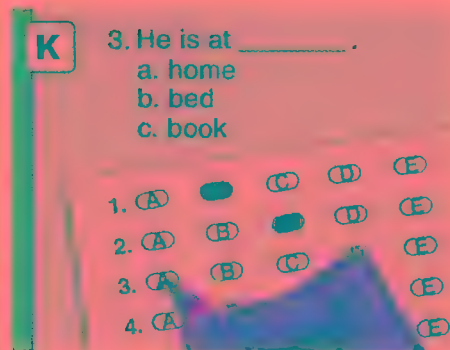 K
3. He is at ________.
a. home
b. bed
c. book
1. A C D E
2. A B D E
3. A B C E
4. A E
E